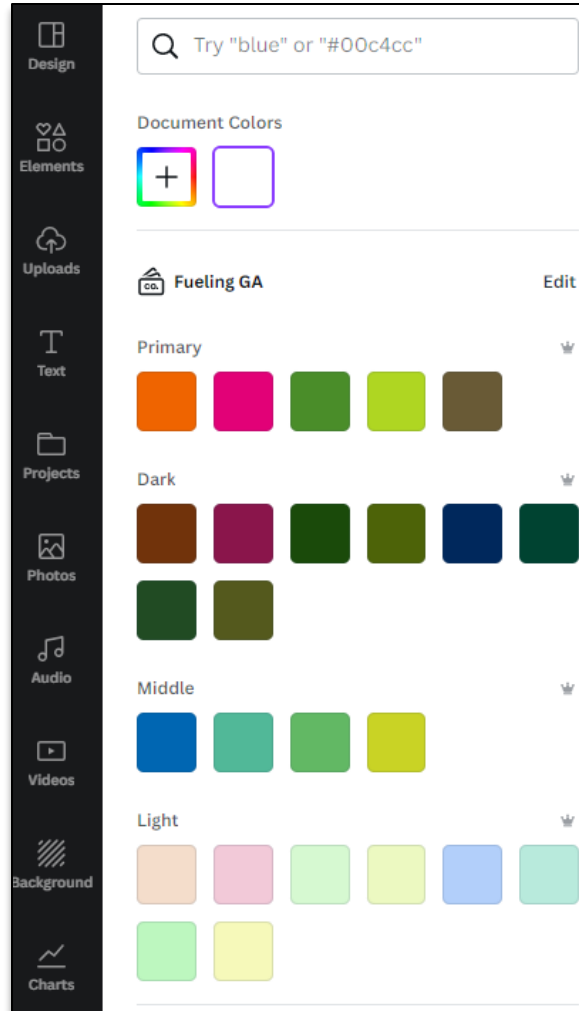 Design
Elements
Uploads
Text
Projects
Photos
Audio
Videos
Background
Charts
Try "blue" or "#00c4cc"
Document Colors
CO.
Fueling GA
Edit
Primary
Dark
Middle
Light